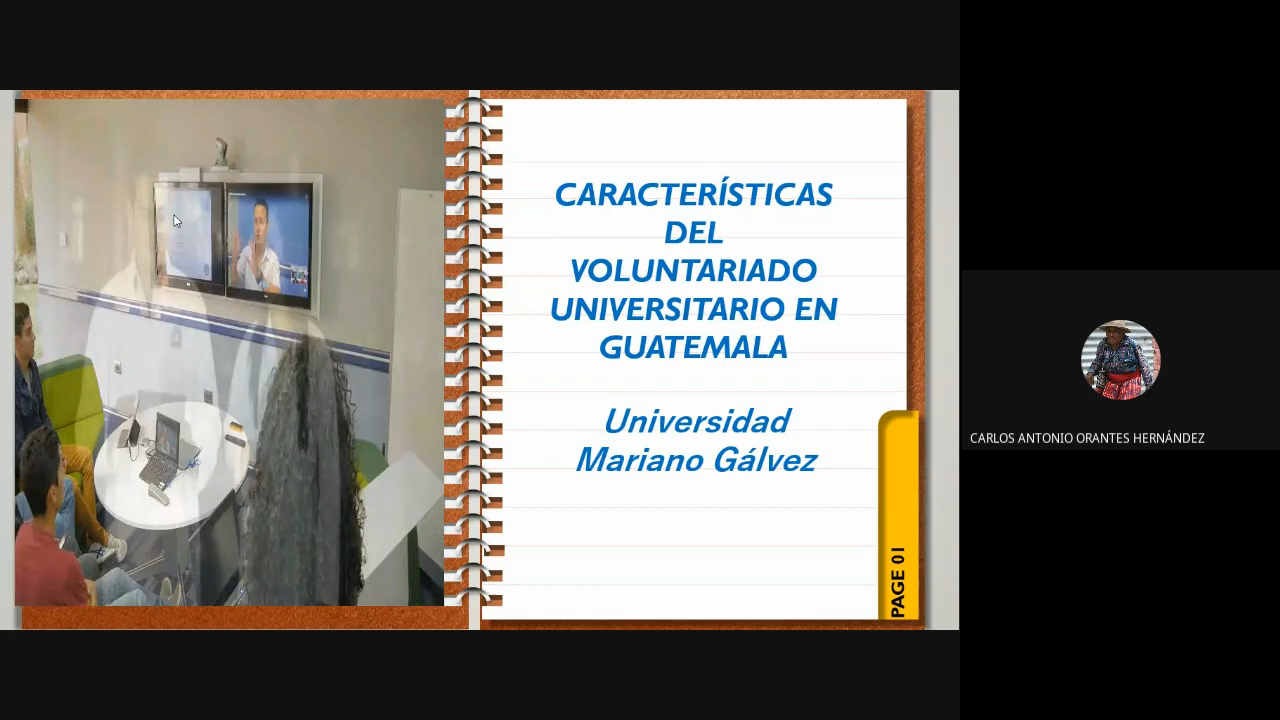 CARACTERÍSTICAS
DEL
VOLUNTARIADO
UNIVERSITARIO EN
GUATEMALA
Universidad
Mariano Gálvez
PAGE 01
CARLOS ANTONIO ORANTES HERNÁNDEZ